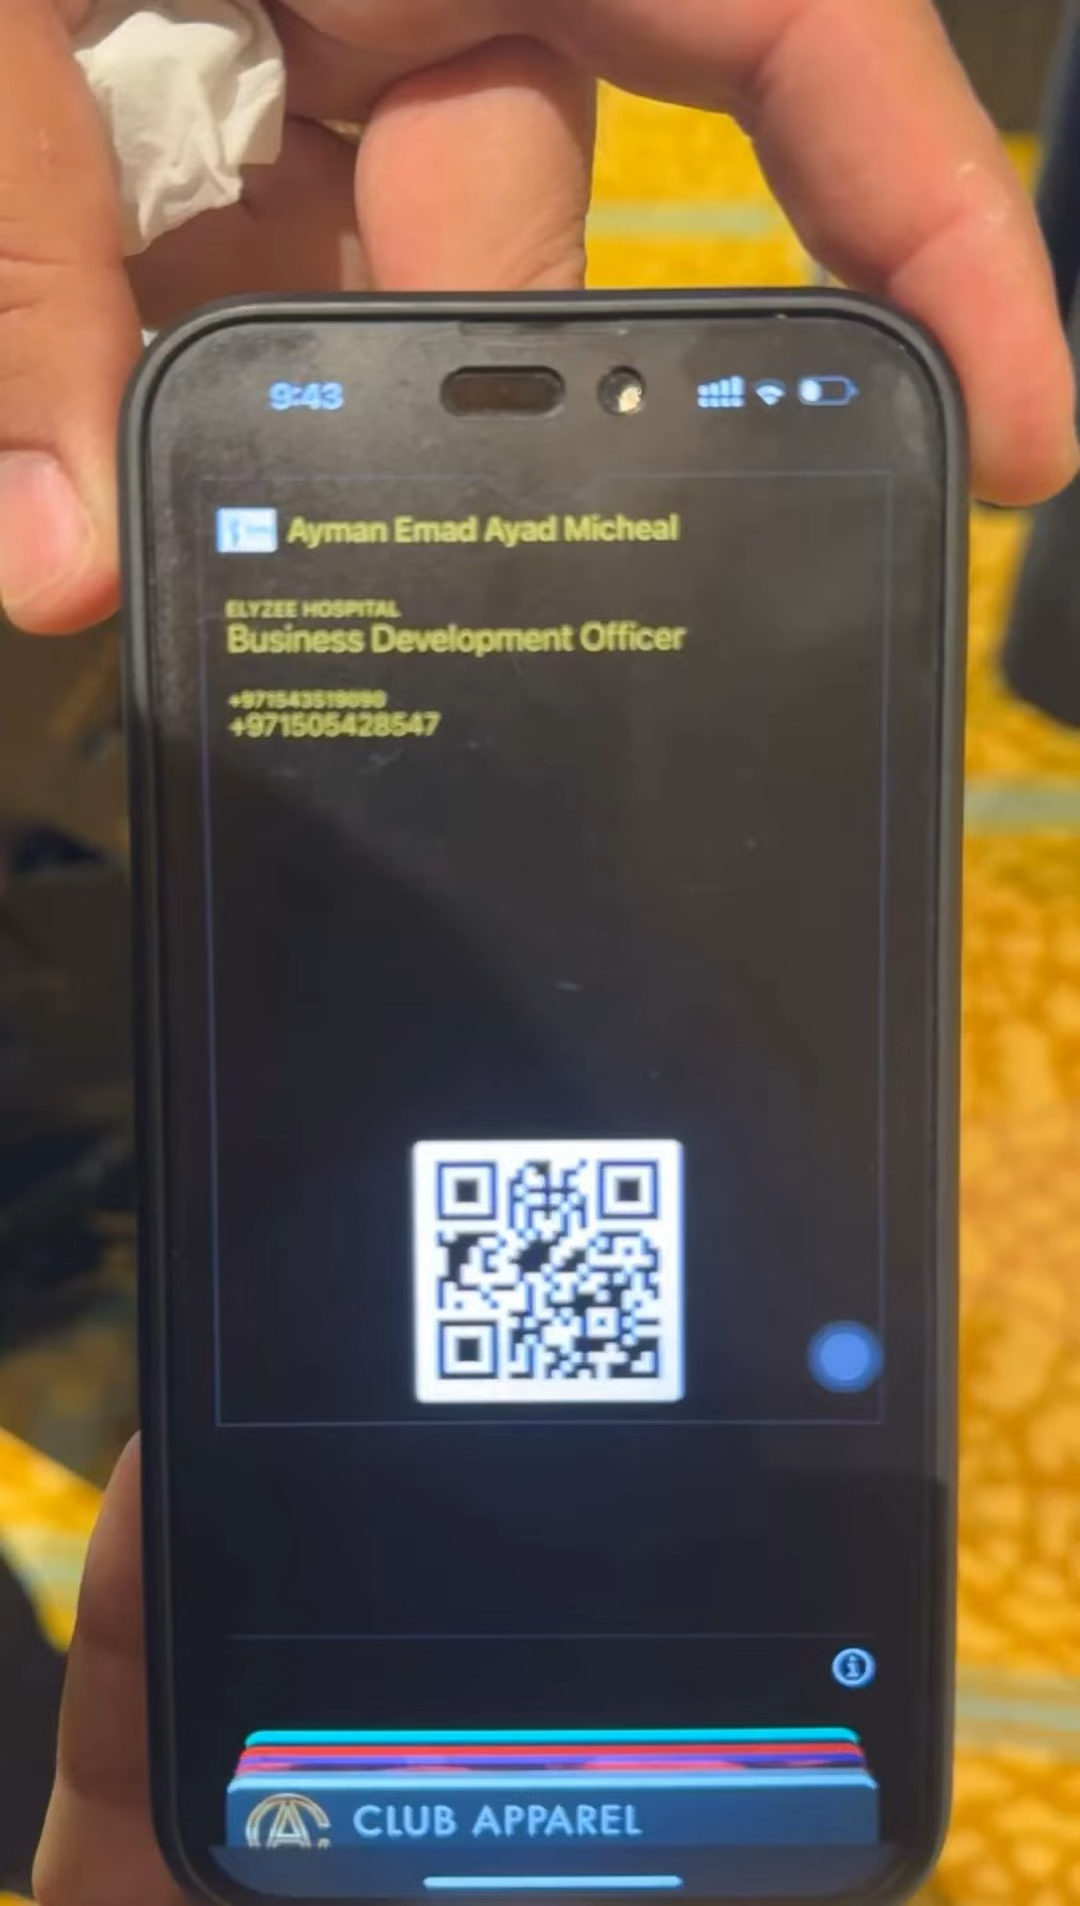 9:43
Ayman Emad Ayad Micheal
ELYZEE HOSPITAL
Business Development Officer
+971505428547
CLUB APPAREL